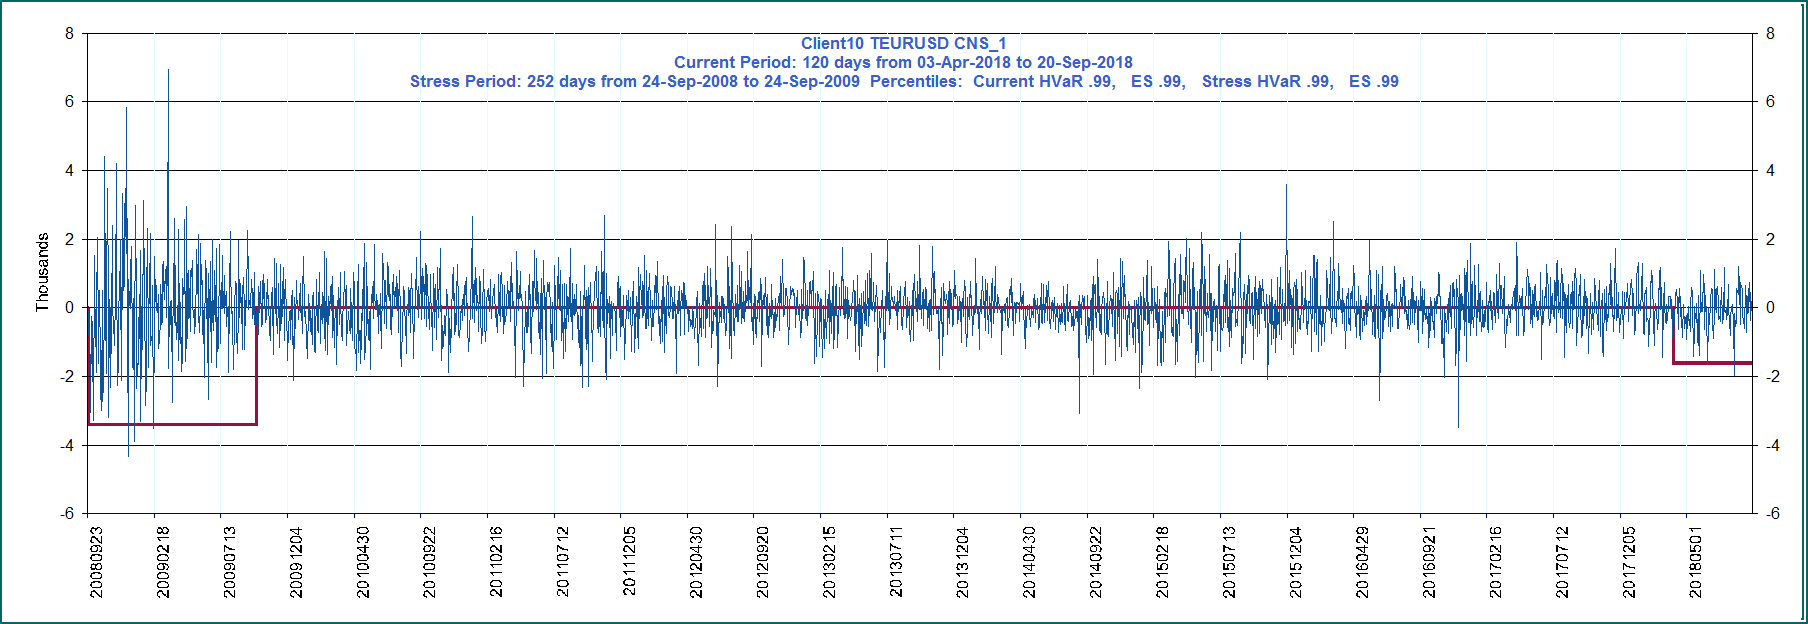 Client10 TEURUSD CNS_1
Current Period: 120 days from 03-Apr-2018 to 20-Sep-2018
Stress Period: 252 days from 24-Sep-2008 to 24-Sep-2009  Percentiles:  Current HVaR .99,   ES .99,   Stress HVaR .99,   ES .99
8 8
6 6
4 4
2 2
Thousands
0 0
-2 -2
-4 -4
-6 -6
20080923 20090218 20090713 20091204 20100430 20100922 20110216 20110712 20111205 20120430 20120920 20130215 20130711 20131204 20140430 20140922 20150218 20150713 20151204 20160429 20160921 20170216 20170712 20171205 20180501